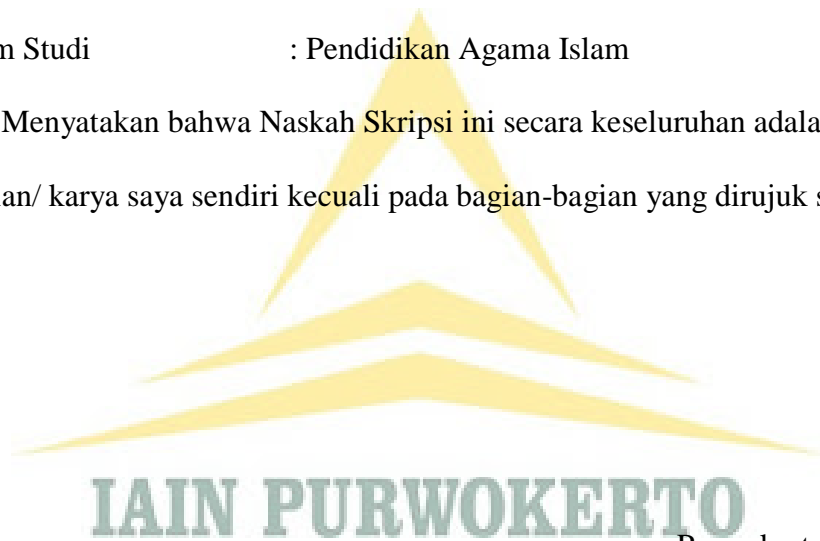 m Studi : Pendidikan Agama Islam
Menyatakan bahwa Naskah Skripsi ini secara keseluruhan adala
an/ karya saya sendiri kecuali pada bagian-bagian yang dirujuk s
IAIN PURWOKERTO